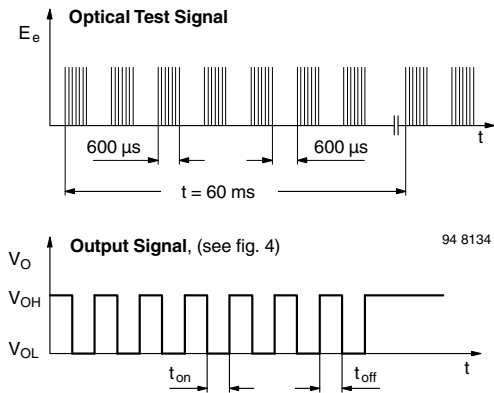 Optical Test Signal
E e
t
600 µs
600 µs
t = 60 ms
Output Signal, (see fig. 4)
94 8134
V O
V OH
V OL
t
t on
t off